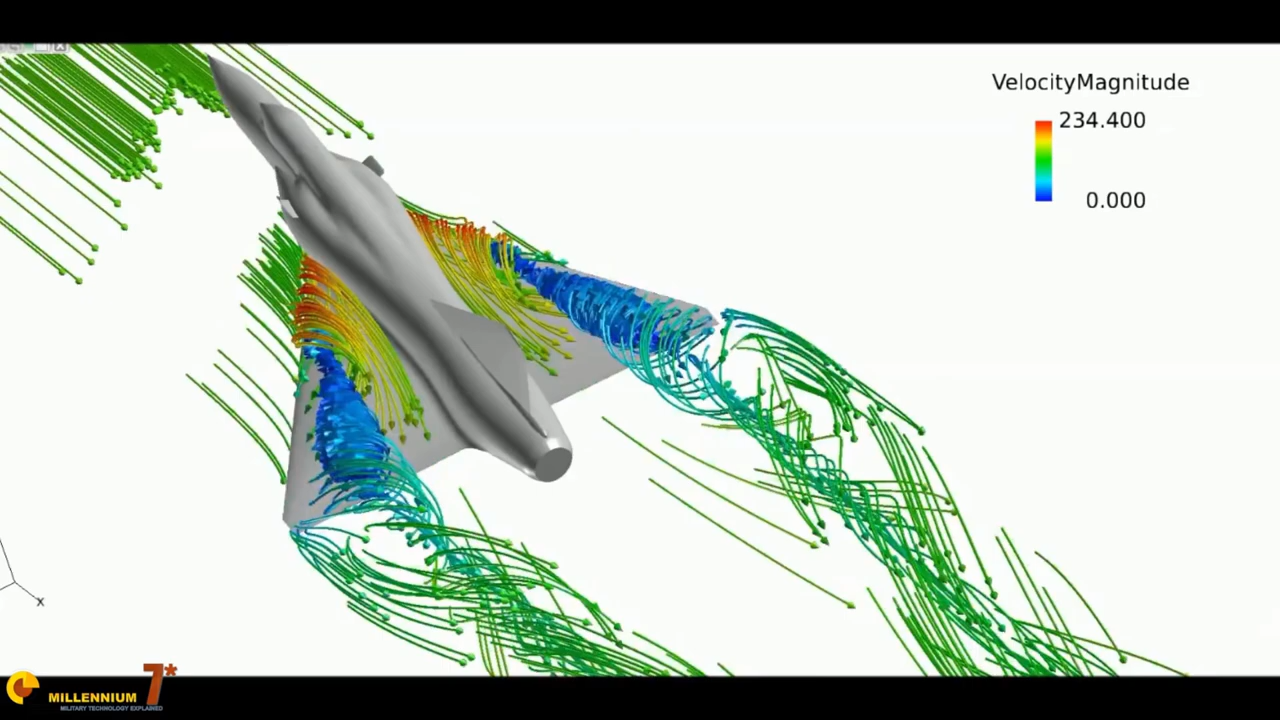 VelocityMagnitude
234.400
0.000
x
7*
MILLENNIUM
MILITARY TECHNOLOGY EXPLAINED